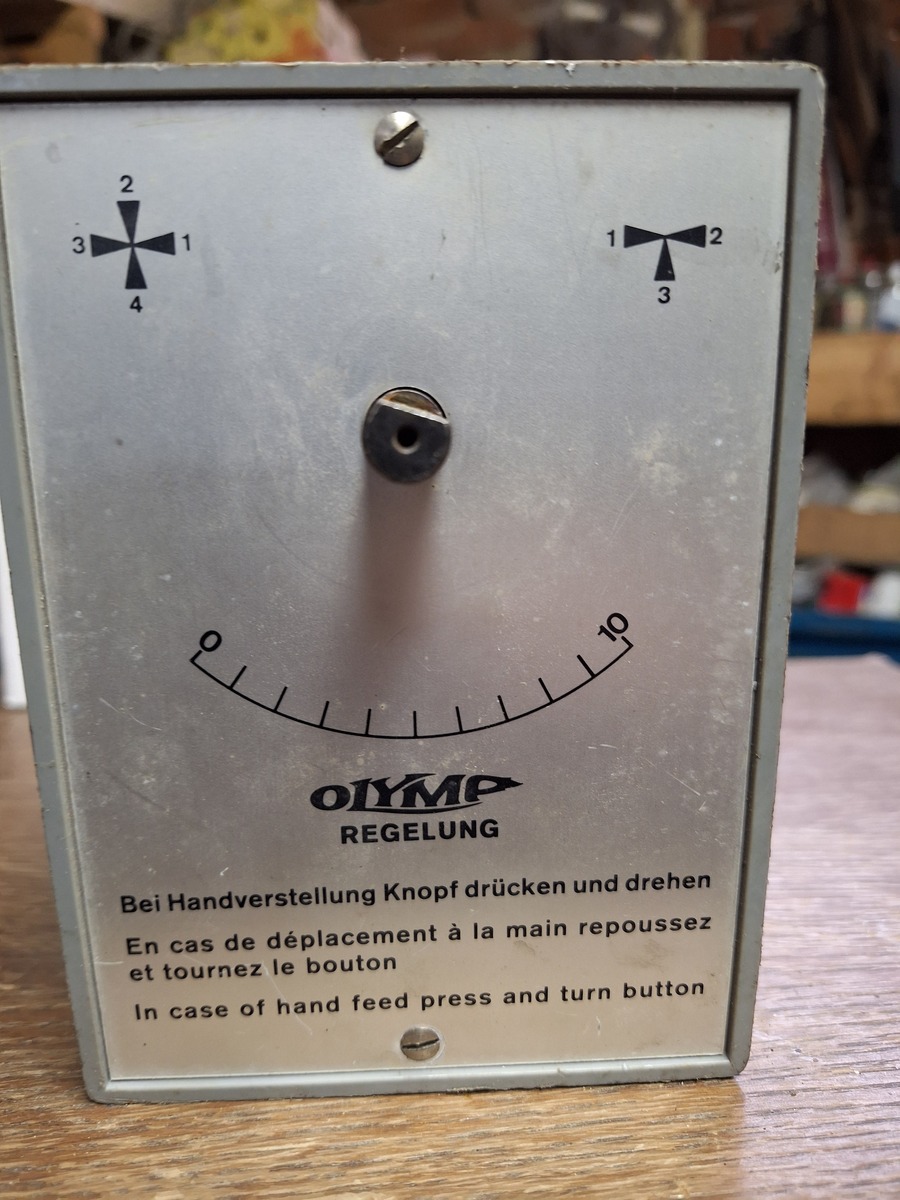 2
3 1
4
1 2
3
0 10
OLYMP
REGELUNG
Bei Handverstellung Knopf drücken und drehen
En cas de déplacement à la main repoussez
et tournez le bouton
In case of hand feed press and turn button